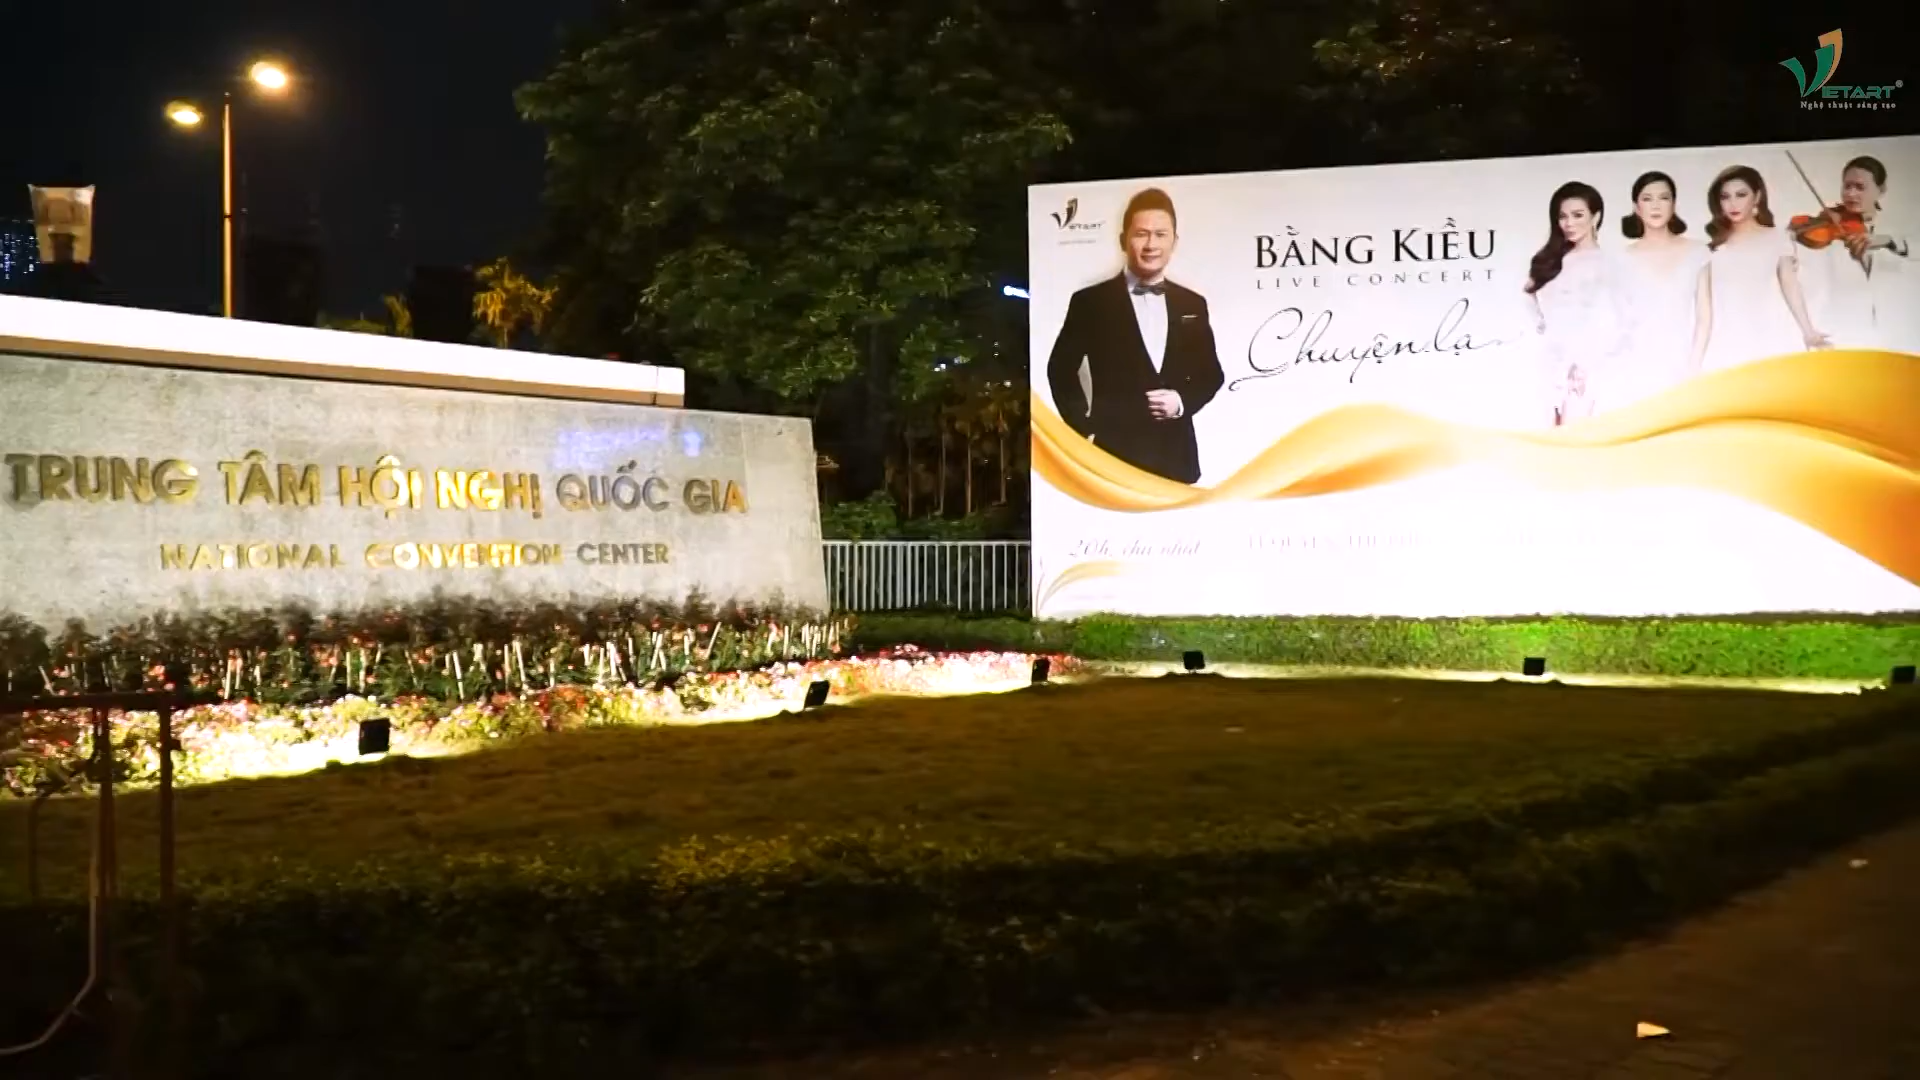 VIETART®
Nghệ thuật sáng tạo
VIETART
BẰNG KIỀU
LIVE CONCERT
Chuyện lạ
TRUNG TÂM HỘI NGHỊ QUỐC GIA
NATIONAL CONVENTION CENTER
20h, chủ nhật